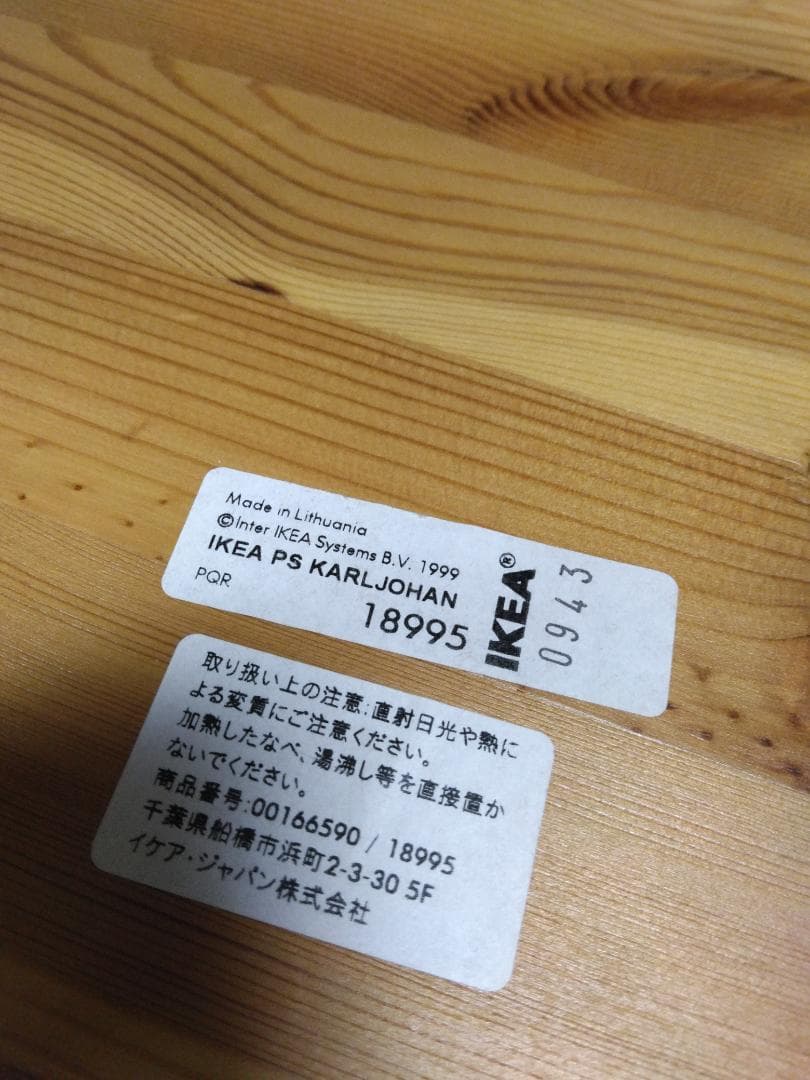 Made in Lithuania
©Inter IKEA Systems B.V. 1999
IKEA PS KARLJOHAN
PQR
18995
IKEA®
0943
取り扱い上の注意:直射日光や熱に
よる変質にご注意ください。
加熱したなべ、湯沸し等を直接置か
ないでください。
商品番号:00166590 / 18995
千葉県船橋市浜町2-3-30 5F
イケア・ジャパン株式会社